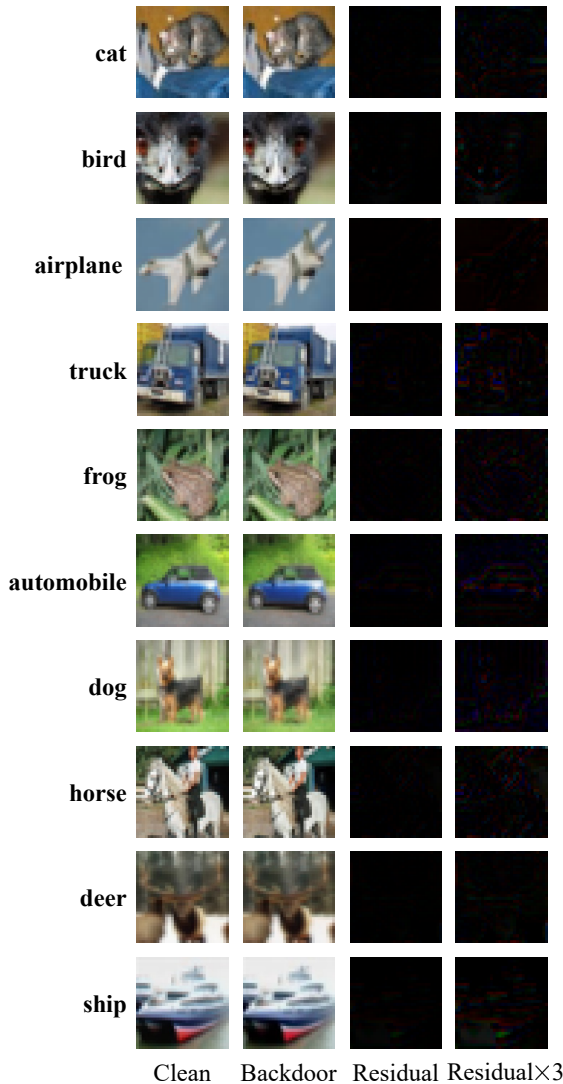 cat
bird
airplane
truck
frog
automobile
dog
horse
deer
ship
Clean Backdoor Residual Residual×3